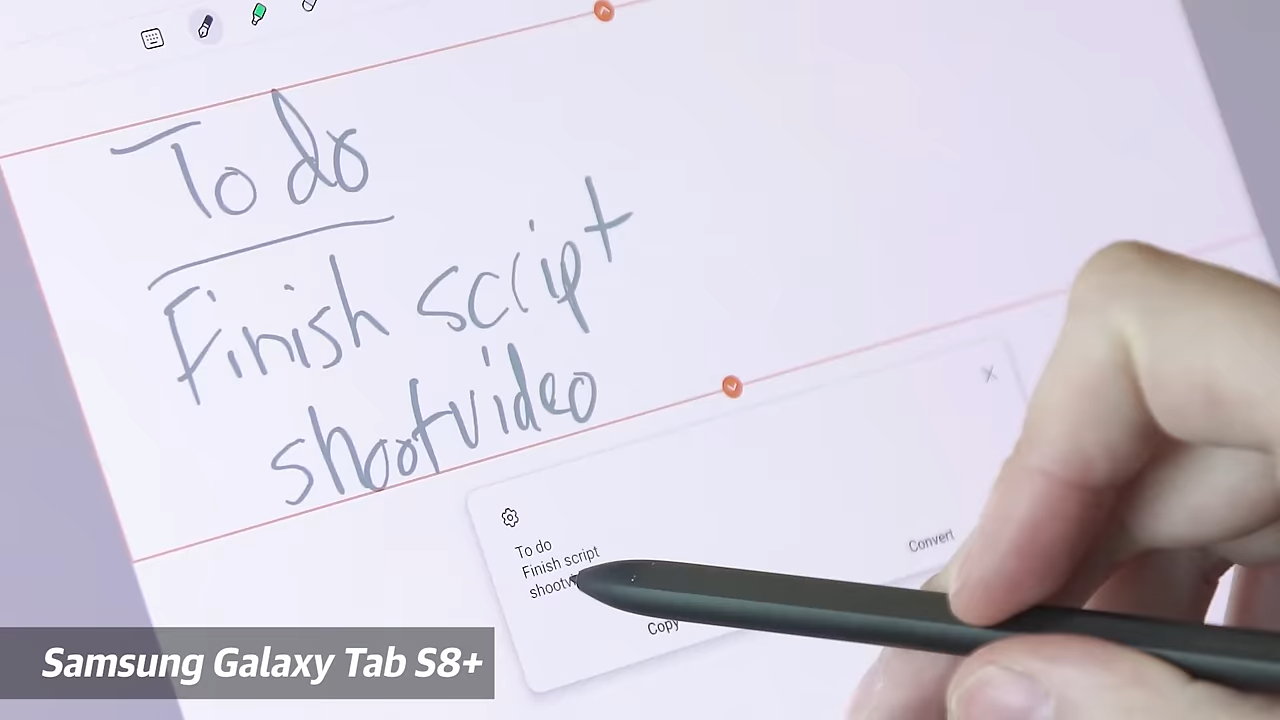 To do
Finish script
shootvideo
To do
Finish script
Convert
Copy
Samsung Galaxy Tab S8+